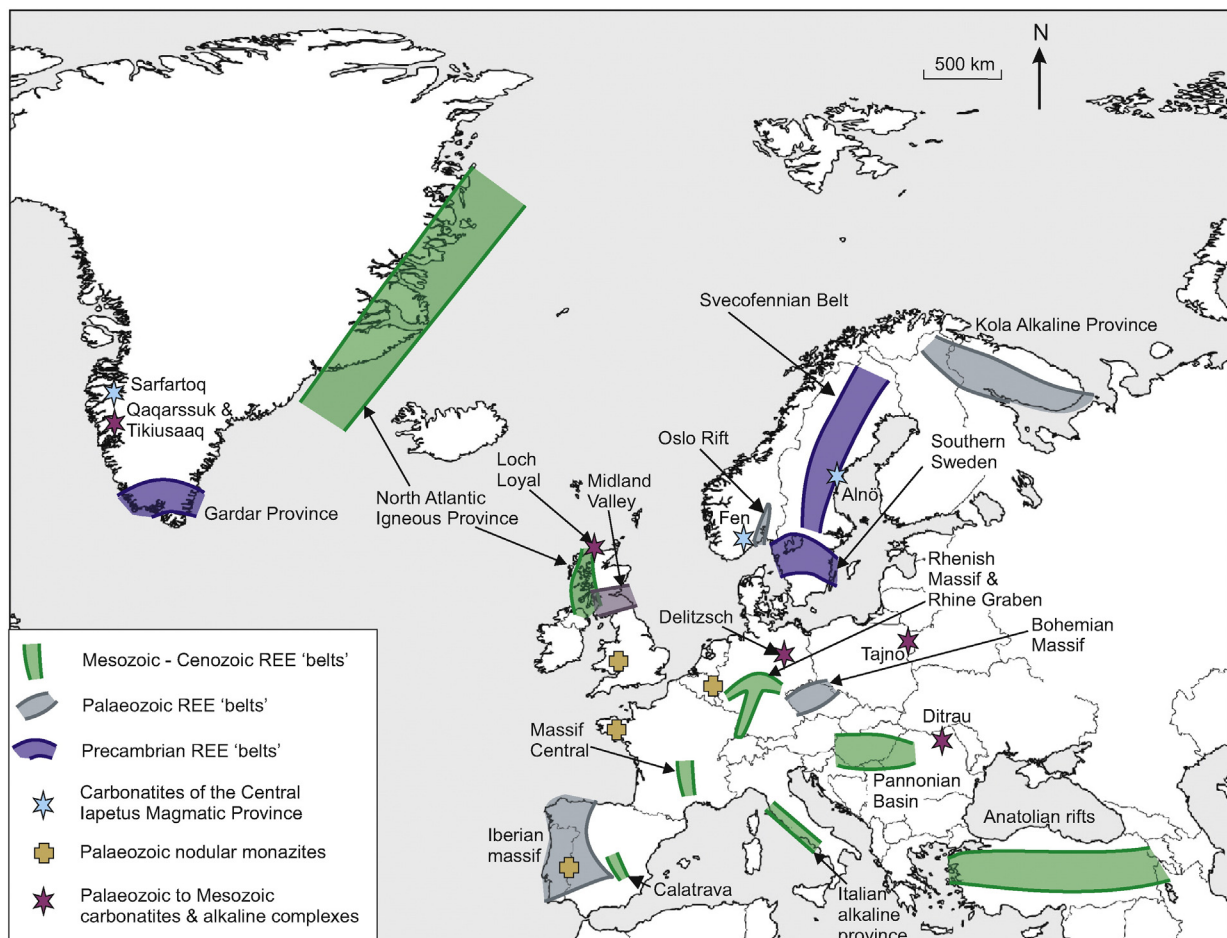 N
500 km
Svecofennian Belt
Kola Alkaline Province
Sarfartoq
Qaqarssuk &
Tikiusaaq
Gardar Province
North Atlantic
Igneous Province
Loch
Loyal
Midland
Valley
Oslo Rift
Southern
Sweden
Alnö
Fen
Rhenish
Massif &
Rhine Graben
Delitzsch
Bohemian
Massif
Tajno
Ditrau
Massif
Central
Pannonian
Basin
Anatolian rifts
Iberian
massif
Calatrava
Italian
alkaline
province
Mesozoic - Cenozoic REE ‘belts’
Palaeozoic REE ‘belts’
Precambrian REE ‘belts’
Carbonatites of the Central
Iapetus Magmatic Province
Palaeozoic nodular monazites
Palaeozoic to Mesozoic
carbonatites & alkaline complexes